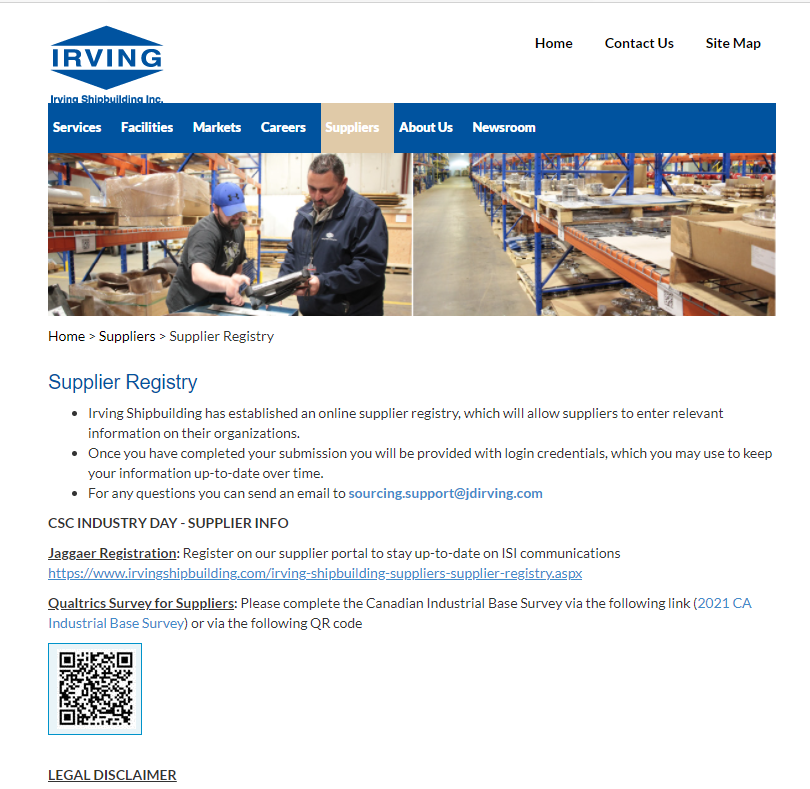 IRVING
Irving Shipbuilding Inc.
Home Contact Us Site Map
Services Facilities Markets Careers Suppliers About Us Newsroom
Home > Suppliers > Supplier Registry
Supplier Registry
• Irving Shipbuilding has established an online supplier registry, which will allow suppliers to enter relevant
information on their organizations.
• Once you have completed your submission you will be provided with login credentials, which you may use to keep
your information up-to-date over time.
• For any questions you can send an email to sourcing.support@jdirving.com
CSC INDUSTRY DAY - SUPPLIER INFO
Jaggaer Registration: Register on our supplier portal to stay up-to-date on ISI communications
https://www.irvingshipbuilding.com/irving-shipbuilding-suppliers-supplier-registry.aspx
Qualtrics Survey for Suppliers: Please complete the Canadian Industrial Base Survey via the following link (2021 CA
Industrial Base Survey) or via the following QR code
LEGAL DISCLAIMER